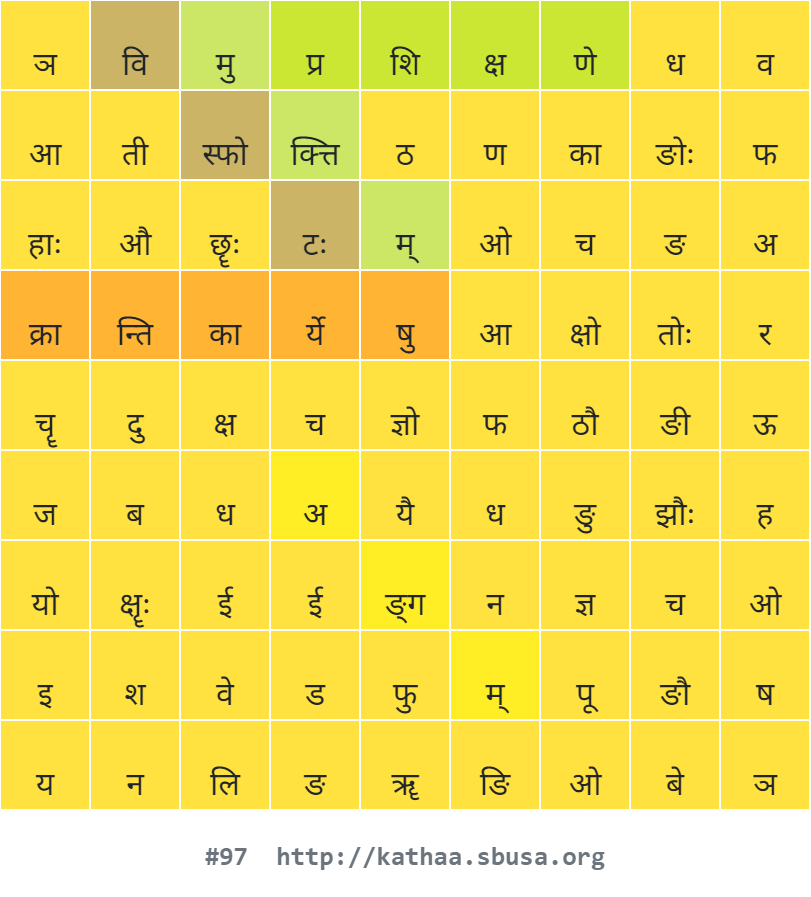 ञ वि मु प्र शि क्ष णे ध व
आ ती स्फो क्त्ति ठ ण का ङोः फ
हाः औ छॄः टः म् ओ च ङ अ
क्रा न्ति का र्ये षु आ क्षो तोः र
चॄ दु क्ष च ज्ञो फ ठौ ङी ऊ
ज ब ध अ यै ध ङु झौः ह
यो क्षॄः ई ई ङ्ग न ज्ञ च ओ
इ श वे ड फु म् पू ङौ ष
य न लि ङ ॠ ङि ओ बे ञ
#97 http://kathaa.sbusa.org